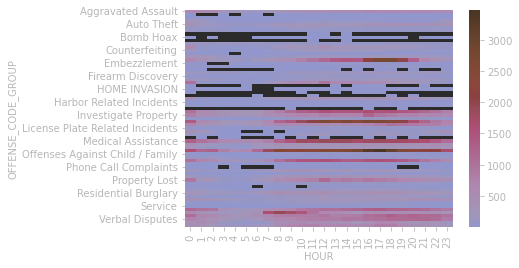 Aggravated Assault
Auto Theft
Bomb Hoax
Counterfeiting
Embezzlement
Firearm Discovery
HOME INVASION
Harbor Related Incidents
Investigate Property
License Plate Related Incidents
Medical Assistance
Offenses Against Child / Family
Phone Call Complaints
Property Lost
Residential Burglary
Service
Verbal Disputes
OFFENSE_CODE_GROUP
0 1 2 3 4 5 6 7 8 9 10 11 12 13 14 15 16 17 18 19 20 21 22 23
HOUR
3000
2500
2000
1500
1000
500